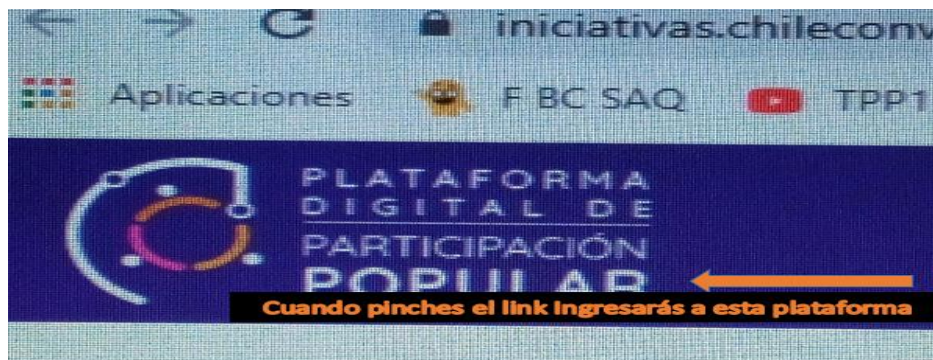 iniciativas.chileconv
Aplicaciones F BC SAQ TPP1
PLATAFORMA
DIGITAL DE
PARTICIPACIÓN
POPULAR
Cuando pinches el link Ingresarás a esta plataforma